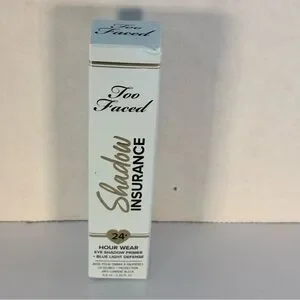 Too
Faced
Shadow
INSURANCE
24+
HOUR WEAR
EYE SHADOW PRIMER
+ BLUE LIGHT DEFENSE